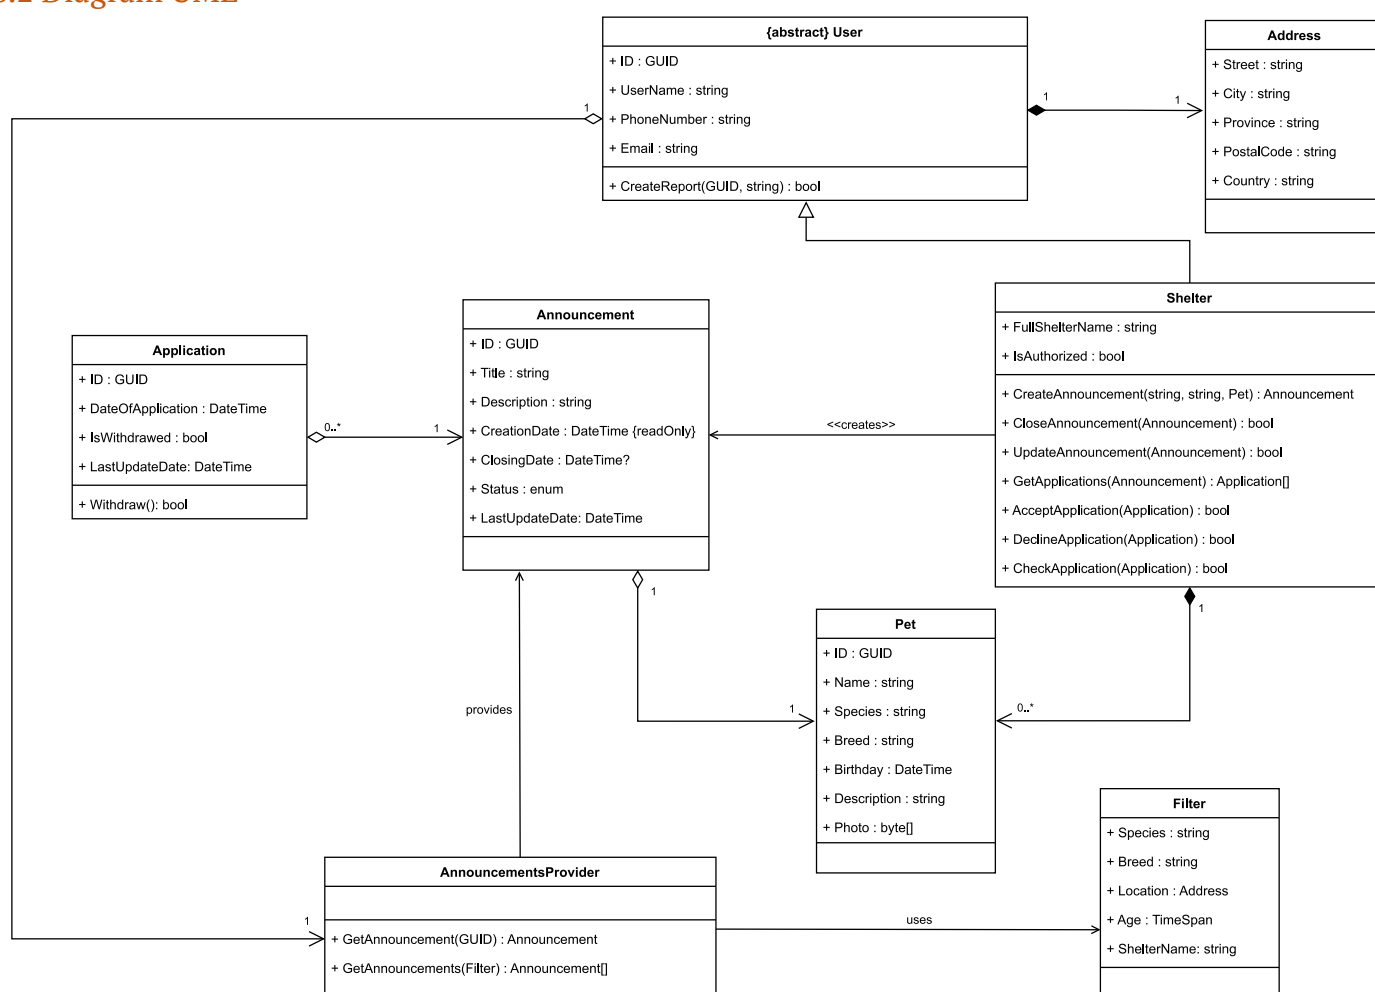 Diagram UML
{abstract} User
+ ID : GUID
+ UserName : string
+ PhoneNumber : string
+ Email : string
+ CreateReport(GUID, string) : bool
1
1
1
Address
+ Street : string
+ City : string
+ Province : string
+ PostalCode : string
+ Country : string
Application
+ ID : GUID
+ DateOfApplication : DateTime
+ IsWithdrawed : bool
+ LastUpdateDate: DateTime
+ Withdraw(): bool
0..*
1
Announcement
+ ID : GUID
+ Title : string
+ Description : string
+ CreationDate : DateTime {readOnly}
+ ClosingDate : DateTime?
+ Status : enum
+ LastUpdateDate: DateTime
<<creates>>
Shelter
+ FullShelterName : string
+ IsAuthorized : bool
+ CreateAnnouncement(string, string, Pet) : Announcement
+ CloseAnnouncement(Announcement) : bool
+ UpdateAnnouncement(Announcement) : bool
+ GetApplications(Announcement) : Application[]
+ AcceptApplication(Application) : bool
+ DeclineApplication(Application) : bool
+ CheckApplication(Application) : bool
1
1
provides
1
Pet
+ ID : GUID
+ Name : string
+ Species : string
+ Breed : string
+ Birthday : DateTime
+ Description : string
+ Photo : byte[]
0..*
1
AnnouncementsProvider
+ GetAnnouncement(GUID) : Announcement
+ GetAnnouncements(Filter) : Announcement[]
uses
Filter
+ Species : string
+ Breed : string
+ Location : Address
+ Age : TimeSpan
+ ShelterName: string